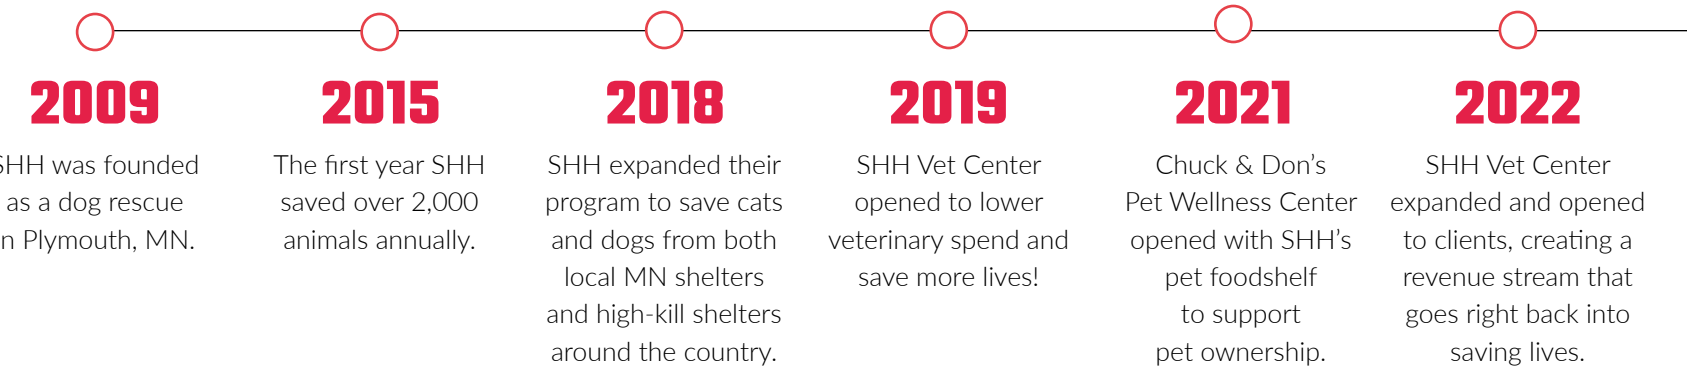 2009
SHH was founded
as a dog rescue
in Plymouth, MN.
2015
The first year SHH
saved over 2,000
animals annually.
2018
SHH expanded their
program to save cats
and dogs from both
local MN shelters
and high-kill shelters
around the country.
2019
SHH Vet Center
opened to lower
veterinary spend and
save more lives!
2021
Chuck & Don’s
Pet Wellness Center
opened with SHH’s
pet foodshelf
to support
pet ownership.
2022
SHH Vet Center
expanded and opened
to clients, creating a
revenue stream that
goes right back into
saving lives.